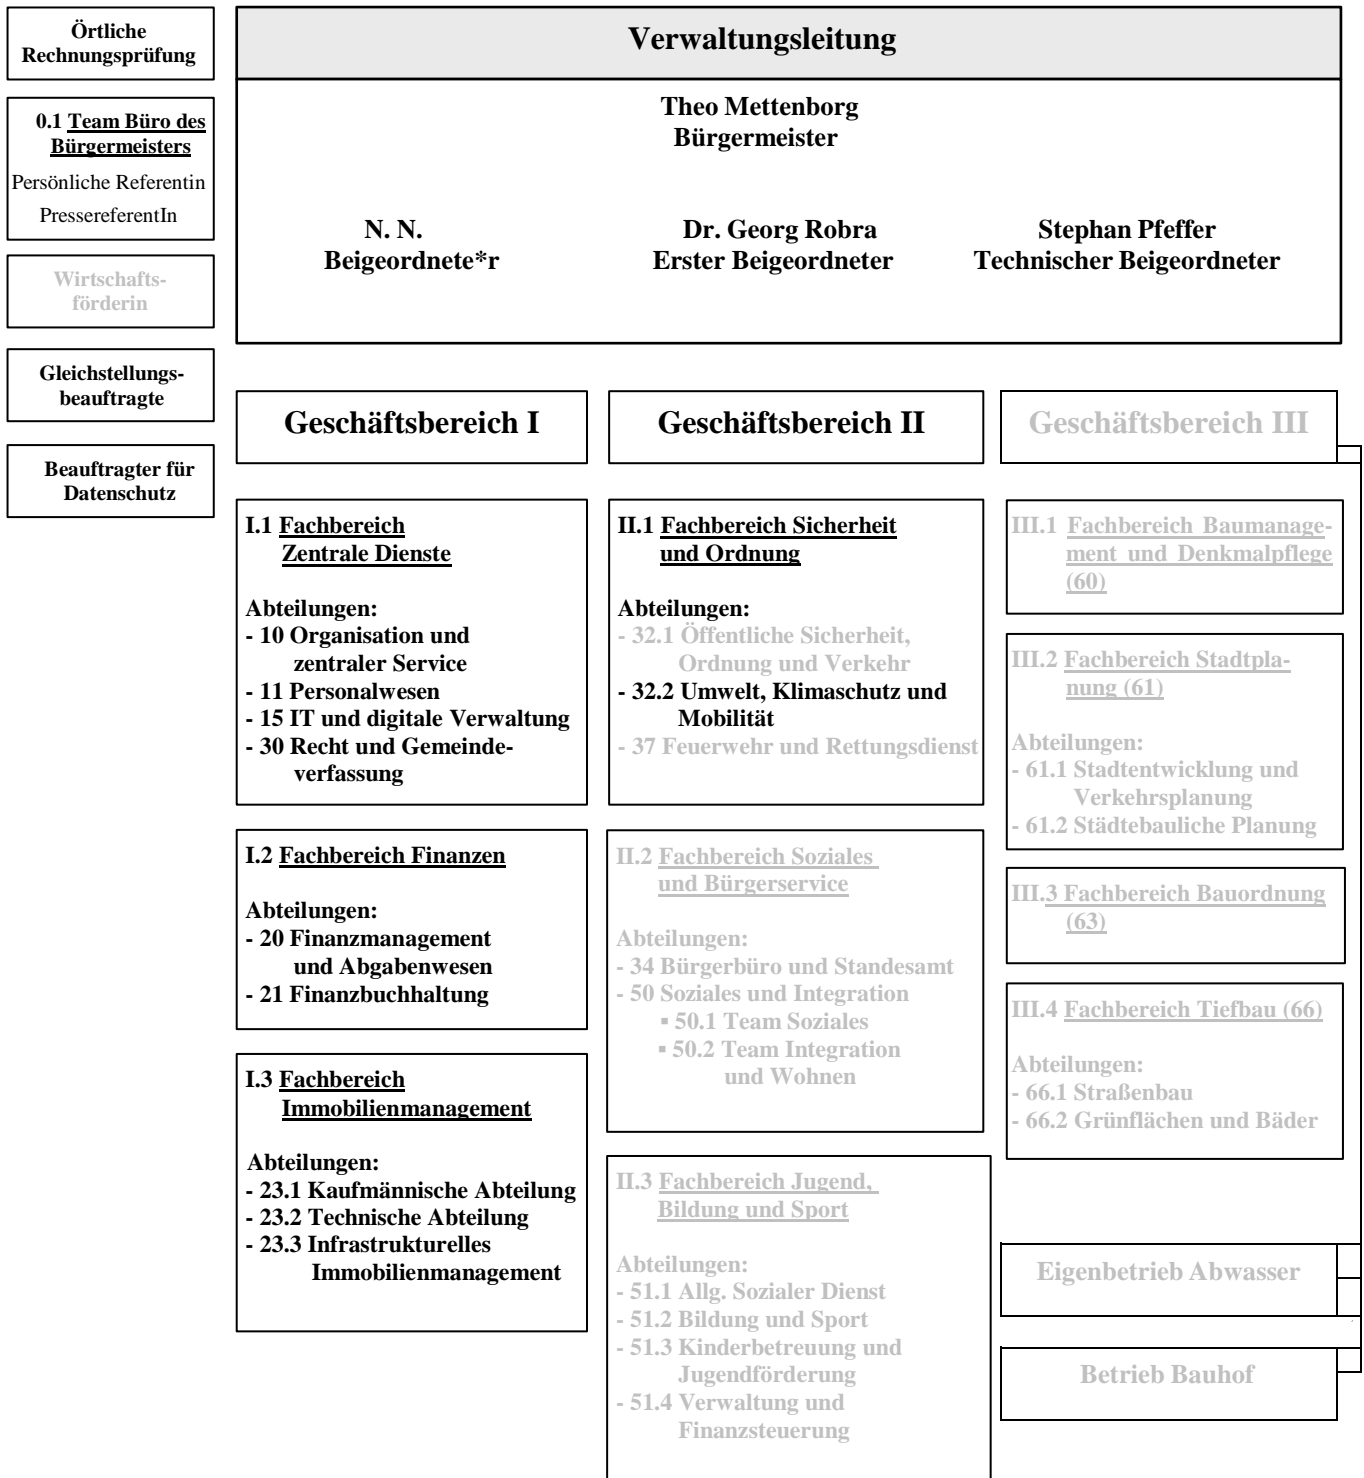 Örtliche
Rechnungsprüfung
0.1 Team Büro des
Bürgermeisters
Persönliche Referentin
PressereferentIn
Wirtschafts-
förderin
Gleichstellungs-
beauftragte
Beauftragter für
Datenschutz
Verwaltungsleitung
Theo Mettenborg
Bürgermeister
N. N.
Beigeordnete*r
Dr. Georg Robra
Erster Beigeordneter
Stephan Pfeffer
Technischer Beigeordneter
Geschäftsbereich I
I.1 Fachbereich
Zentrale Dienste
Abteilungen:
- 10 Organisation und
zentraler Service
- 11 Personalwesen
- 15 IT und digitale Verwaltung
- 30 Recht und Gemeinde-
verfassung
I.2 Fachbereich Finanzen
Abteilungen:
- 20 Finanzmanagement
und Abgabenwesen
- 21 Finanzbuchhaltung
I.3 Fachbereich
Immobilienmanagement
Abteilungen:
- 23.1 Kaufmännische Abteilung
- 23.2 Technische Abteilung
- 23.3 Infrastrukturelles
Immobilienmanagement
Geschäftsbereich II
II.1 Fachbereich Sicherheit
und Ordnung
Abteilungen:
- 32.1 Öffentliche Sicherheit,
Ordnung und Verkehr
- 32.2 Umwelt, Klimaschutz und
Mobilität
- 37 Feuerwehr und Rettungsdienst
II.2 Fachbereich Soziales
und Bürgerservice
Abteilungen:
- 34 Bürgerbüro und Standesamt
- 50 Soziales und Integration
▪ 50.1 Team Soziales
▪ 50.2 Team Integration
und Wohnen
II.3 Fachbereich Jugend,
Bildung und Sport
Abteilungen:
- 51.1 Allg. Sozialer Dienst
- 51.2 Bildung und Sport
- 51.3 Kinderbetreuung und
Jugendförderung
- 51.4 Verwaltung und
Finanzsteuerung
Geschäftsbereich III
III.1 Fachbereich Baumanage-
ment und Denkmalpflege
(60)
III.2 Fachbereich Stadtpla-
nung (61)
Abteilungen:
- 61.1 Stadtentwicklung und
Verkehrsplanung
- 61.2 Städtebauliche Planung
III.3 Fachbereich Bauordnung
(63)
III.4 Fachbereich Tiefbau (66)
Abteilungen:
- 66.1 Straßenbau
- 66.2 Grünflächen und Bäder
Eigenbetrieb Abwasser
Betrieb Bauhof